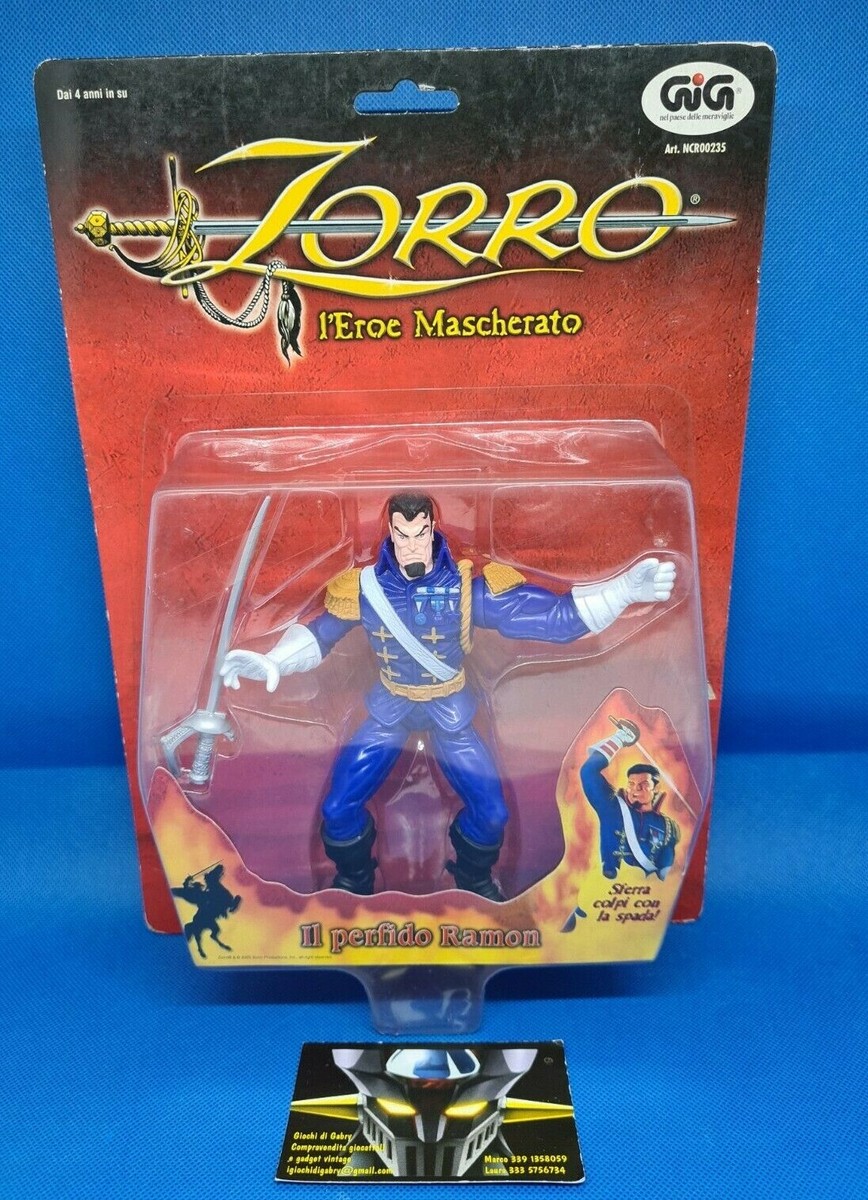 Dai 4 anni in su
GiG®
nel paese delle meraviglie
Art. NCR00235
ZORRO®
l'Eroe Mascherato
Sferra
colpi con
la spada!
Il perfido Ramon
Giochi di Gabry
Compravendita giocattoli
e gadget vintage
igiochidigabry@gmail.com
Marco 339 1358059
Laura 333 5756734